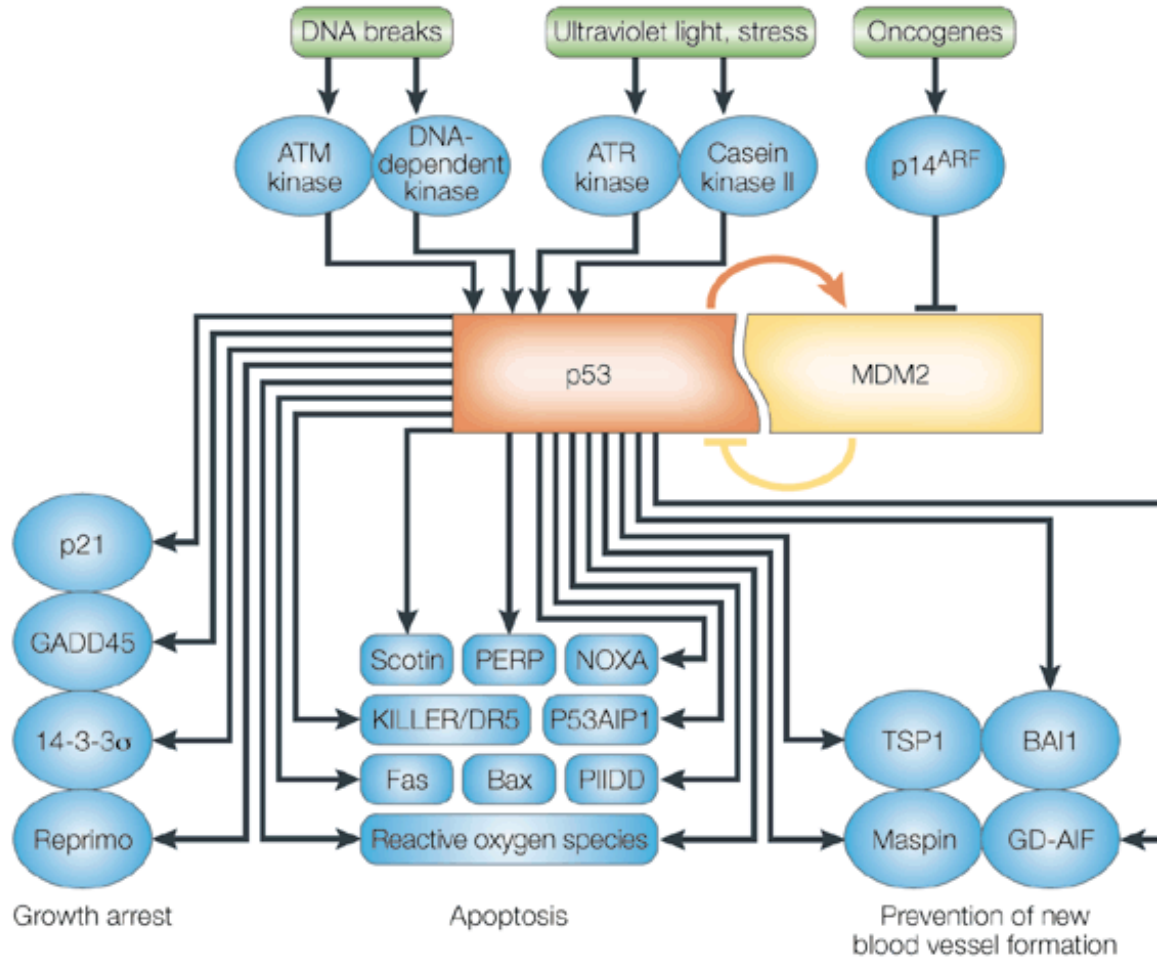 DNA breaks
Ultraviolet light, stress
Oncogenes
ATM
kinase
DNA-
dependent
kinase
ATR
kinase
Casein
kinase II
p14ARF
p53
MDM2
p21
GADD45
14-3-3σ
Reprimo
Growth arrest
Scotin
PERP
NOXA
KILLER/DR5
P53AIP1
Fas
Bax
PIIDD
Reactive oxygen species
Apoptosis
TSP1
BAI1
Maspin
GD-AIF
Prevention of new
blood vessel formation